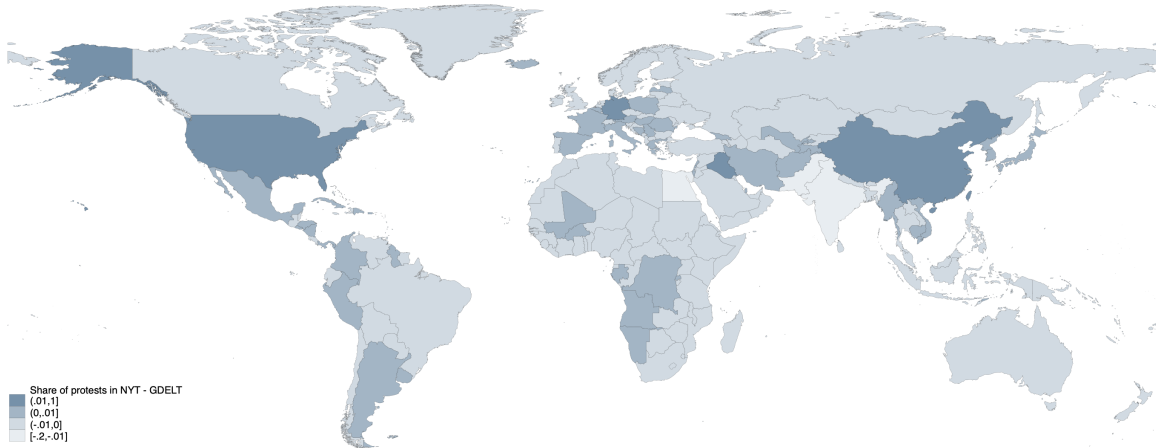 Share of protests in NYT - GDELT
(.01,1]
(0,.01]
(-.01,0]
[-.2,-.01]